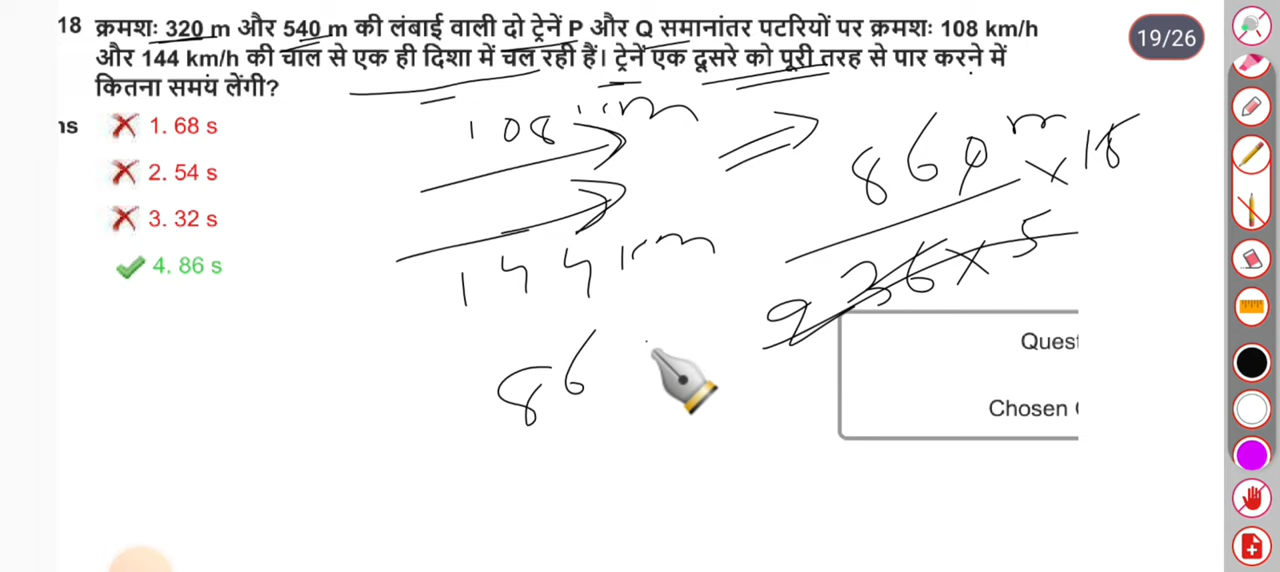 18 क्रमशः 320 m और 540 m की लंबाई वाली दो ट्रेनें P और Q समानांतर पटरियों पर क्रमशः 108 km/h
और 144 km/h की चाल से एक ही दिशा में चल रही हैं। ट्रेनें एक दूसरे को पूरी तरह से पार करने में
कितना समय लेंगी?
19/26
ns
1. 68 s
2. 54 s
3. 32 s
4. 86 s
108 km
144 km
860 m × 18
36 × 5
2
86
Quest
Chosen